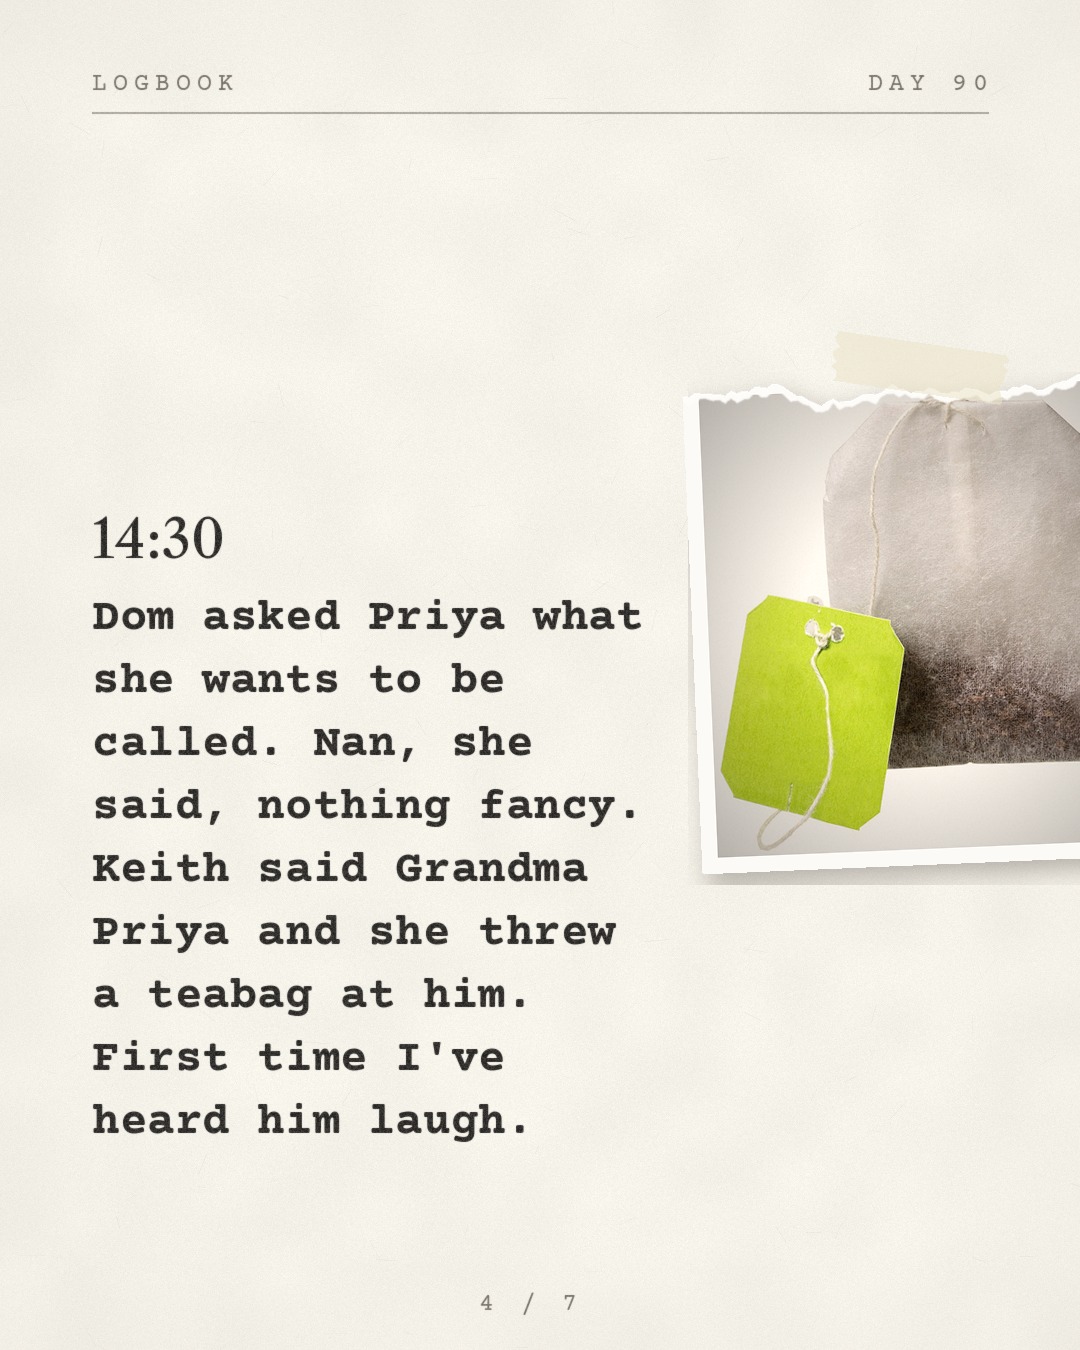 LOGBOOK DAY 90
14:30
Dom asked Priya what
she wants to be
called. Nan, she
said, nothing fancy.
Keith said Grandma
Priya and she threw
a teabag at him.
First time I've
heard him laugh.
4 / 7